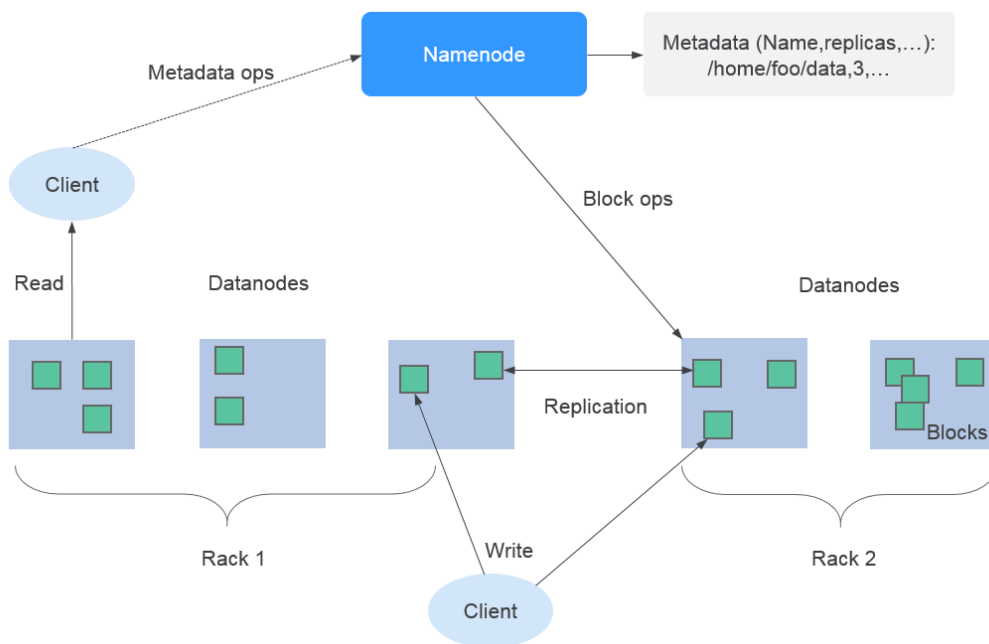 Namenode
Metadata (Name,replicas,…):
/home/foo/data,3,…
Metadata ops
Client
Block ops
Read
Datanodes
Datanodes
Replication
Blocks
Rack 1
Write
Rack 2
Client